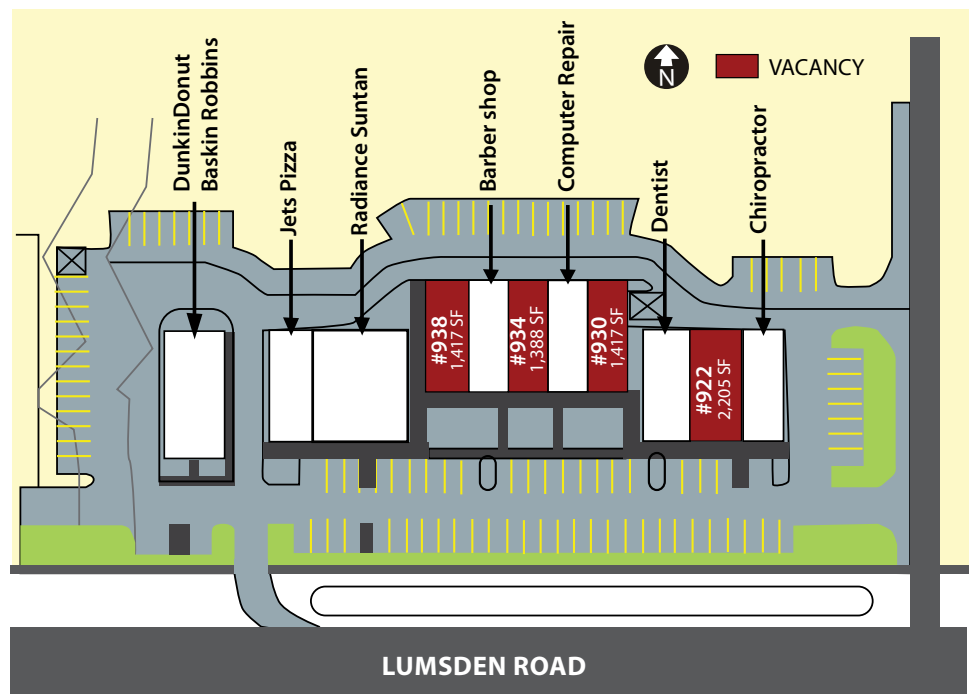 N
VACANCY
DunkinDonut
Baskin Robbins
Jets Pizza
Radiance Suntan
Barber shop
Computer Repair
Dentist
Chiropractor
#938
1,417 SF
#934
1,388 SF
#930
1,417 SF
#922
2,205 SF
LUMSDEN ROAD